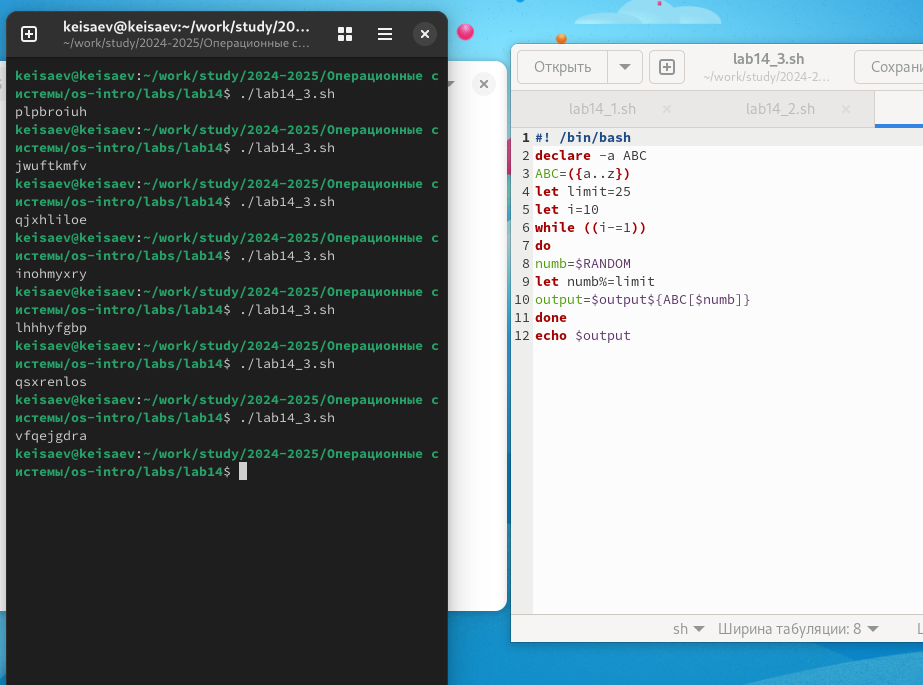 keisaev@keisaev:~/work/study/20...
~/work/study/2024-2025/Операционные с...
keisaev@keisaev:~/work/study/2024-2025/Операционные с
истемы/os-intro/labs/lab14$ ./lab14_3.sh
plpbroiuh
keisaev@keisaev:~/work/study/2024-2025/Операционные с
истемы/os-intro/labs/lab14$ ./lab14_3.sh
jwuftkmfv
keisaev@keisaev:~/work/study/2024-2025/Операционные с
истемы/os-intro/labs/lab14$ ./lab14_3.sh
qjxhliloe
keisaev@keisaev:~/work/study/2024-2025/Операционные с
истемы/os-intro/labs/lab14$ ./lab14_3.sh
inohmyxry
keisaev@keisaev:~/work/study/2024-2025/Операционные с
истемы/os-intro/labs/lab14$ ./lab14_3.sh
lhhhyfgbp
keisaev@keisaev:~/work/study/2024-2025/Операционные с
истемы/os-intro/labs/lab14$ ./lab14_3.sh
qsxrenlos
keisaev@keisaev:~/work/study/2024-2025/Операционные с
истемы/os-intro/labs/lab14$ ./lab14_3.sh
vfqejgdra
keisaev@keisaev:~/work/study/2024-2025/Операционные с
истемы/os-intro/labs/lab14$
Открыть
lab14_3.sh
~/work/study/2024-2...
Сохрани
lab14_1.sh
lab14_2.sh
1 #! /bin/bash
2 declare -a ABC
3 ABC=({a..z})
4 let limit=25
5 let i=10
6 while ((i-=1))
7 do
8 numb=$RANDOM
9 let numb%=limit
10 output=$output${ABC[$numb]}
11 done
12 echo $output
sh
Ширина табуляции: 8